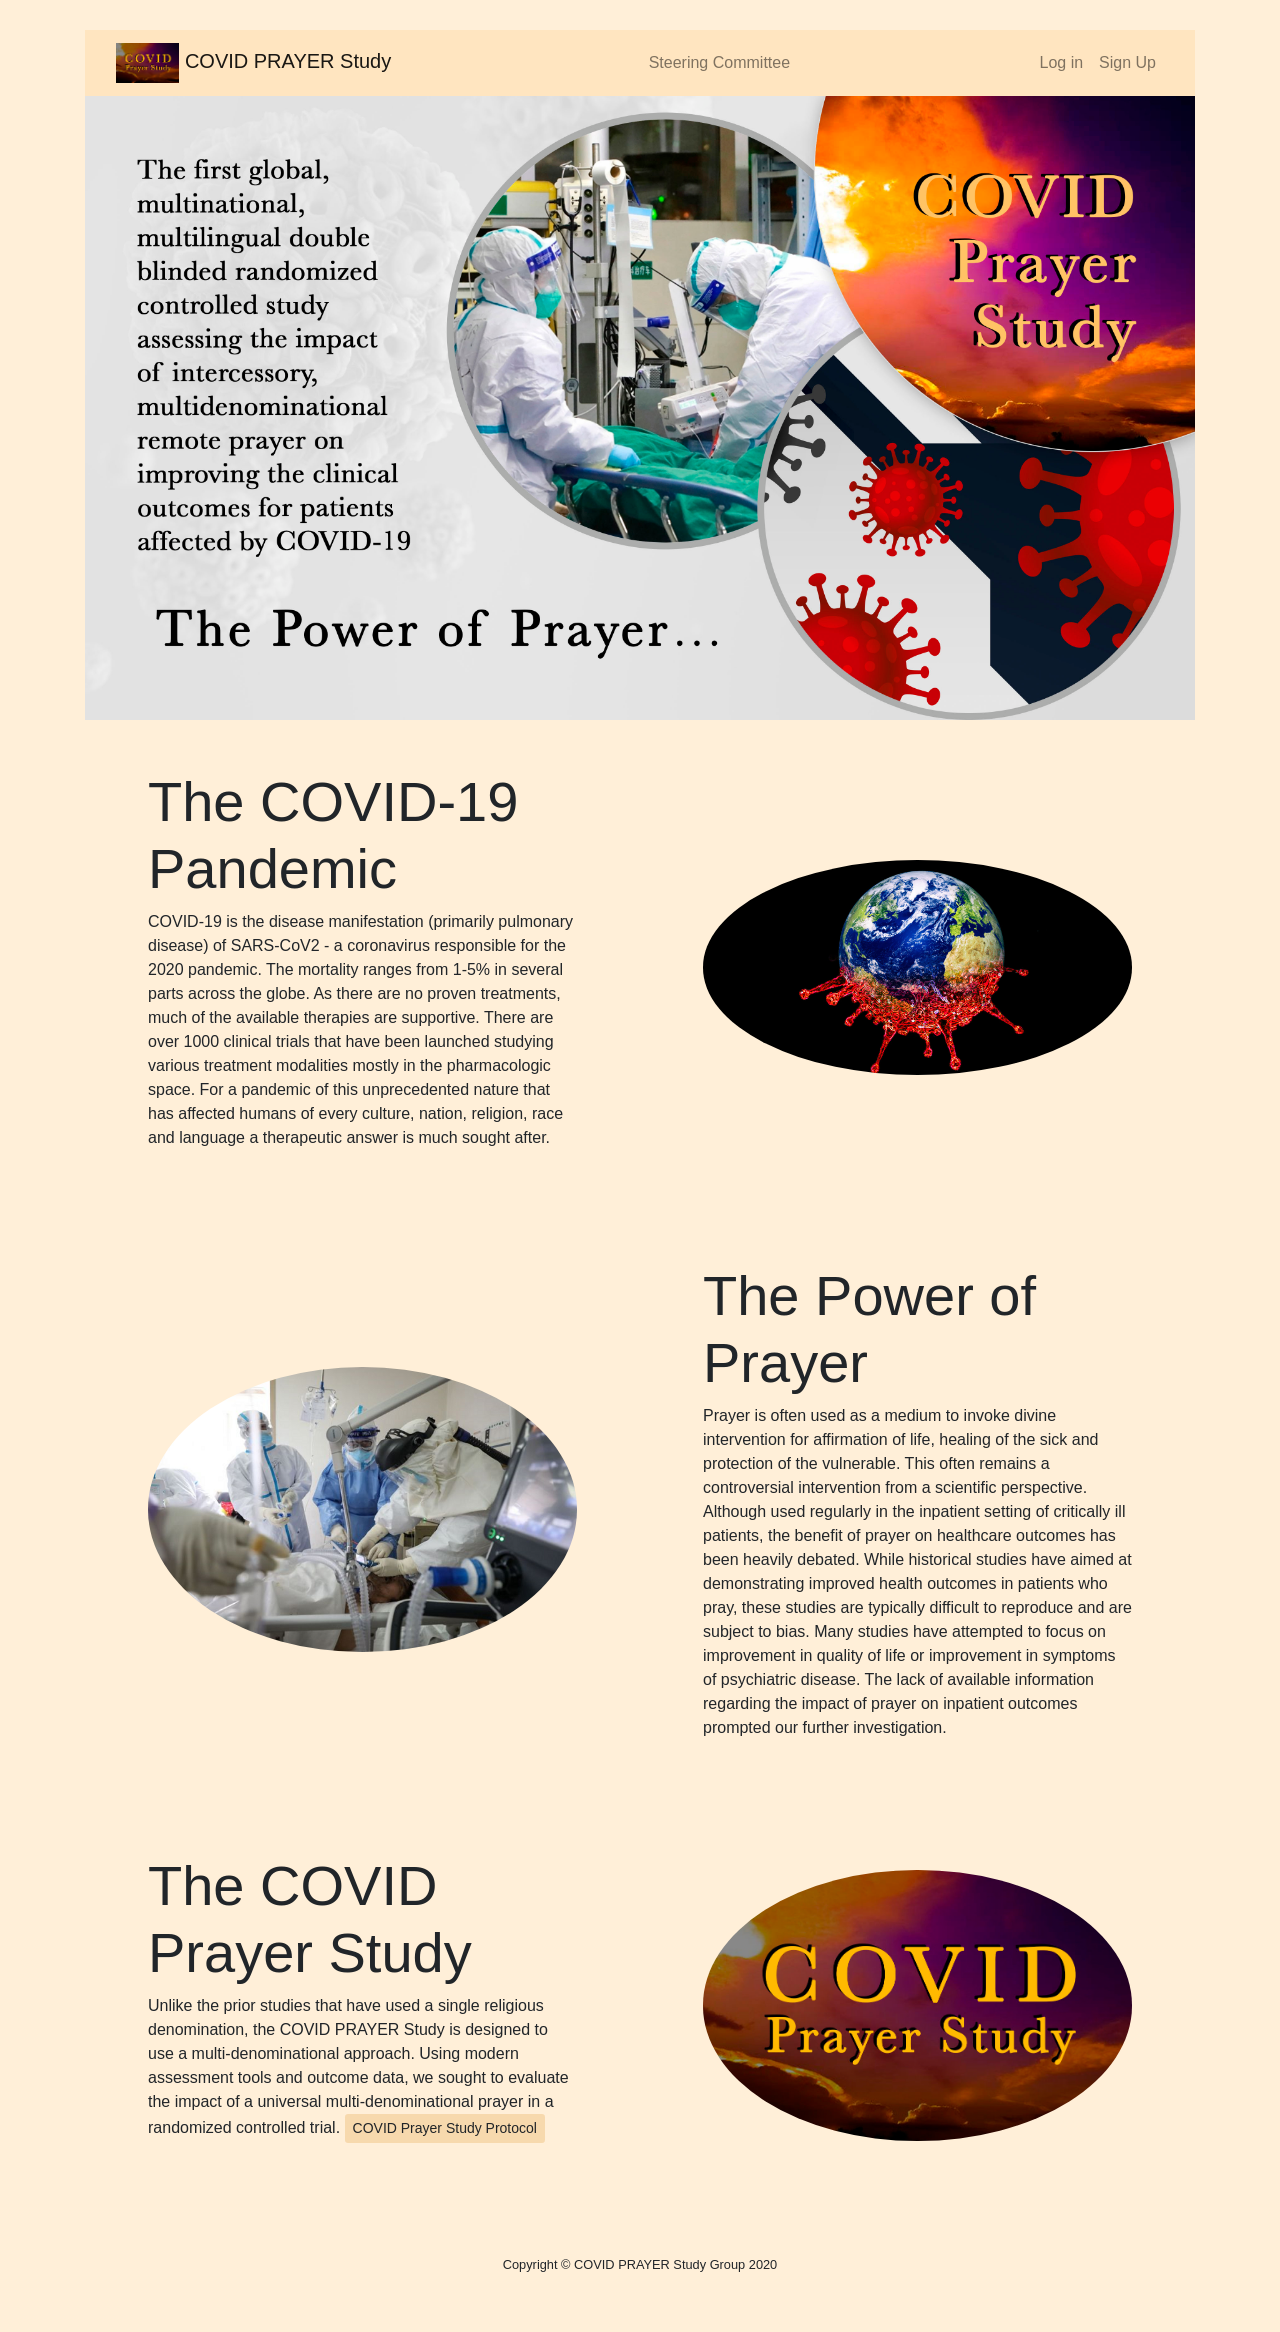 COVID
Prayer Study
COVID PRAYER Study
Steering Committee
Log in
Sign Up
The first global,
multinational,
multilingual double
blinded randomized
controlled study
assessing the impact
of intercessory,
multidenominational
remote prayer on
improving the clinical
outcomes for patients
affected by COVID-19
COVID
Prayer
Study
The Power of Prayer...
The COVID-19
Pandemic
COVID-19 is the disease manifestation (primarily pulmonary
disease) of SARS-CoV2 - a coronavirus responsible for the
2020 pandemic. The mortality ranges from 1-5% in several
parts across the globe. As there are no proven treatments,
much of the available therapies are supportive. There are
over 1000 clinical trials that have been launched studying
various treatment modalities mostly in the pharmacologic
space. For a pandemic of this unprecedented nature that
has affected humans of every culture, nation, religion, race
and language a therapeutic answer is much sought after.
The Power of
Prayer
Prayer is often used as a medium to invoke divine
intervention for affirmation of life, healing of the sick and
protection of the vulnerable. This often remains a
controversial intervention from a scientific perspective.
Although used regularly in the inpatient setting of critically ill
patients, the benefit of prayer on healthcare outcomes has
been heavily debated. While historical studies have aimed at
demonstrating improved health outcomes in patients who
pray, these studies are typically difficult to reproduce and are
subject to bias. Many studies have attempted to focus on
improvement in quality of life or improvement in symptoms
of psychiatric disease. The lack of available information
regarding the impact of prayer on inpatient outcomes
prompted our further investigation.
The COVID
Prayer Study
Unlike the prior studies that have used a single religious
denomination, the COVID PRAYER Study is designed to
use a multi-denominational approach. Using modern
assessment tools and outcome data, we sought to evaluate
the impact of a universal multi-denominational prayer in a
randomized controlled trial. COVID Prayer Study Protocol
COVID
Prayer Study
Copyright © COVID PRAYER Study Group 2020